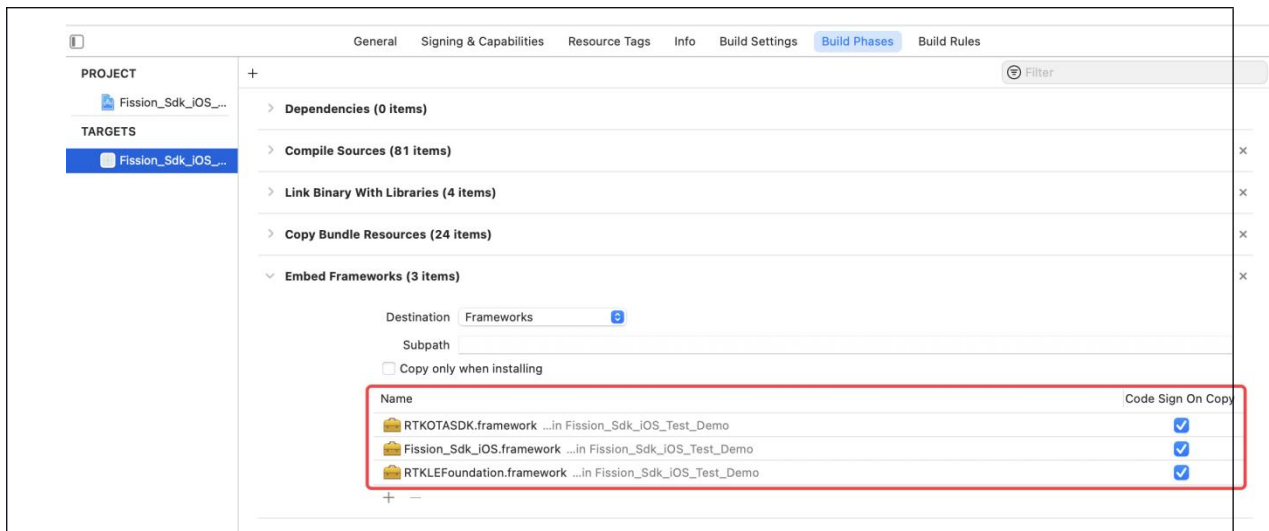 General Signing & Capabilities Resource Tags Info Build Settings Build Phases Build Rules
PROJECT
+
Filter
Fission_Sdk_iOS_...
Dependencies (0 items)
TARGETS
Fission_Sdk_iOS_...
Compile Sources (81 items)
Link Binary With Libraries (4 items)
Copy Bundle Resources (24 items)
Embed Frameworks (3 items)
Destination Frameworks
Subpath
Copy only when installing
Name Code Sign On Copy
RTKOTASDK.framework ...in Fission_Sdk_iOS_Test_Demo
Fission_Sdk_iOS.framework ...in Fission_Sdk_iOS_Test_Demo
RTKLEFoundation.framework ...in Fission_Sdk_iOS_Test_Demo
+ −